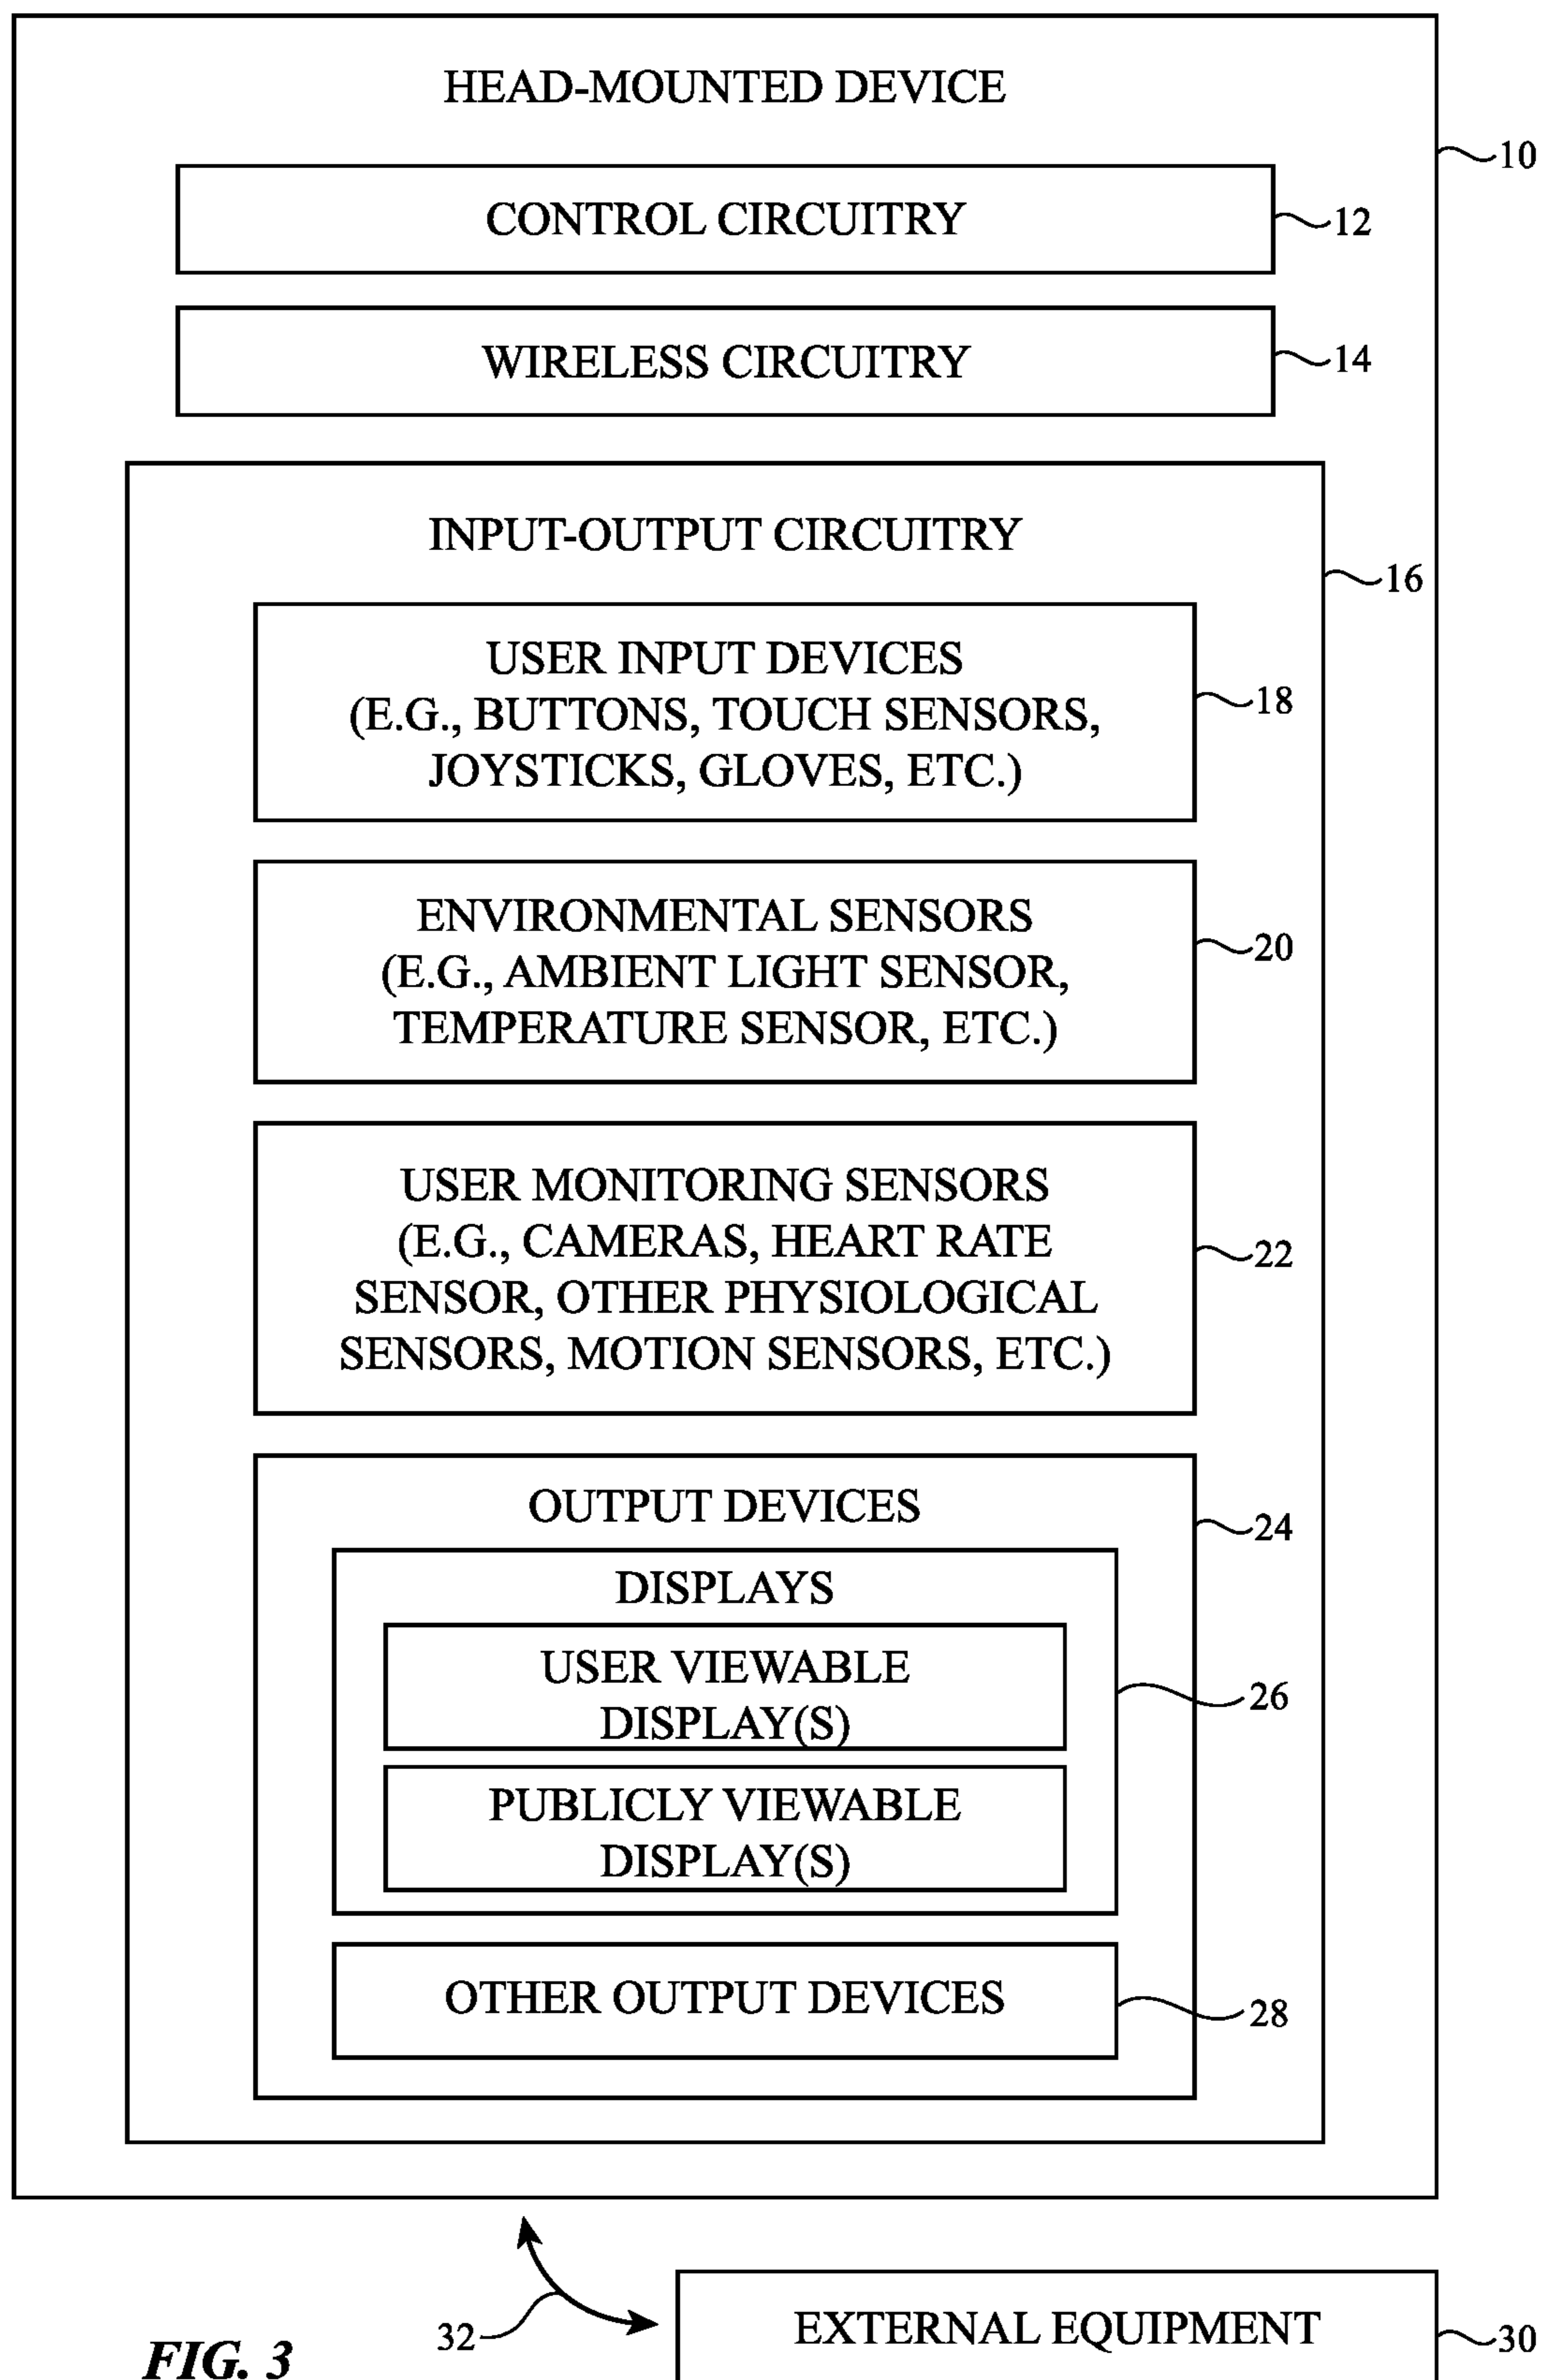 HEAD-MOUNTED DEVICE
10
CONTROL CIRCUITRY
12
WIRELESS CIRCUITRY
14
INPUT-OUTPUT CIRCUITRY
16
USER INPUT DEVICES
(E.G., BUTTONS, TOUCH SENSORS,
JOYSTICKS, GLOVES, ETC.)
18
ENVIRONMENTAL SENSORS
(E.G., AMBIENT LIGHT SENSOR,
TEMPERATURE SENSOR, ETC.)
20
USER MONITORING SENSORS
(E.G., CAMERAS, HEART RATE
SENSOR, OTHER PHYSIOLOGICAL
SENSORS, MOTION SENSORS, ETC.)
22
OUTPUT DEVICES
24
DISPLAYS
USER VIEWABLE
DISPLAY(S)
26
PUBLICLY VIEWABLE
DISPLAY(S)
OTHER OUTPUT DEVICES
28
32
EXTERNAL EQUIPMENT
30
FIG. 3